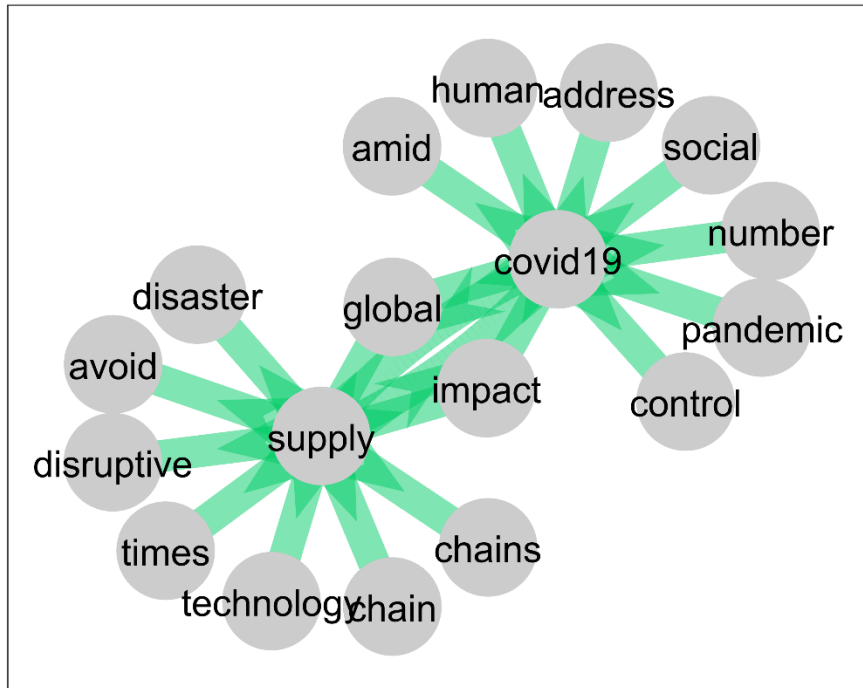 human
address
amid
social
number
covid19
disaster
global
pandemic
avoid
impact
control
supply
disruptive
times
chains
technology
chain